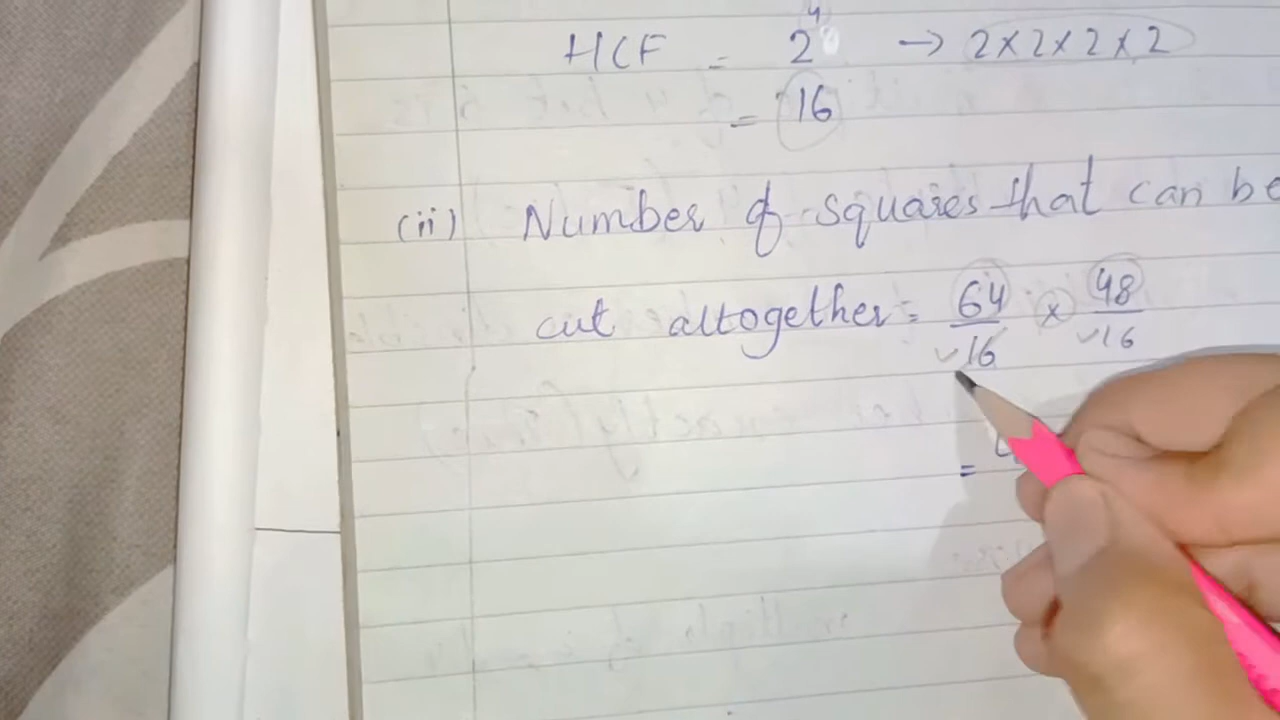 HCF = 2⁴ → 2×2×2×2
= 16
(ii) Number of squares that can be
cut altogether = 64/16 × 48/16
=